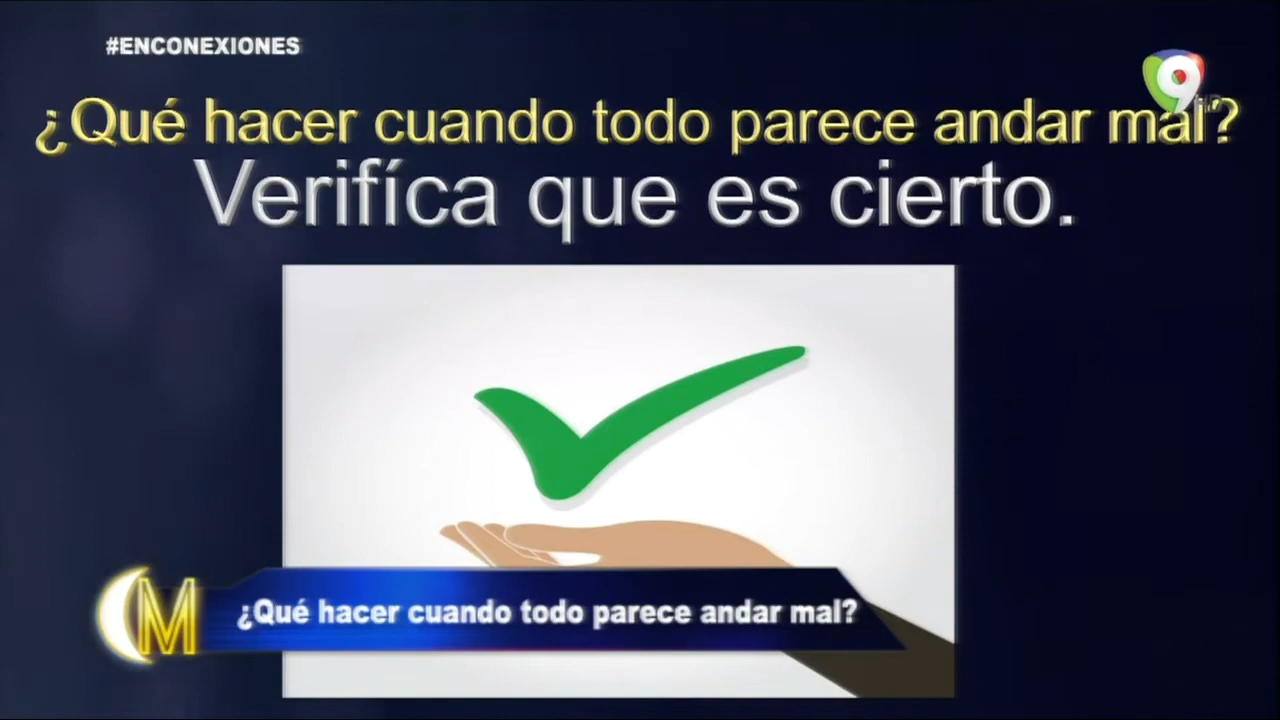 #ENCONEXIONES
9
¿Qué hacer cuando todo parece andar mal?
Verifíca que es cierto.
M
¿Qué hacer cuando todo parece andar mal?